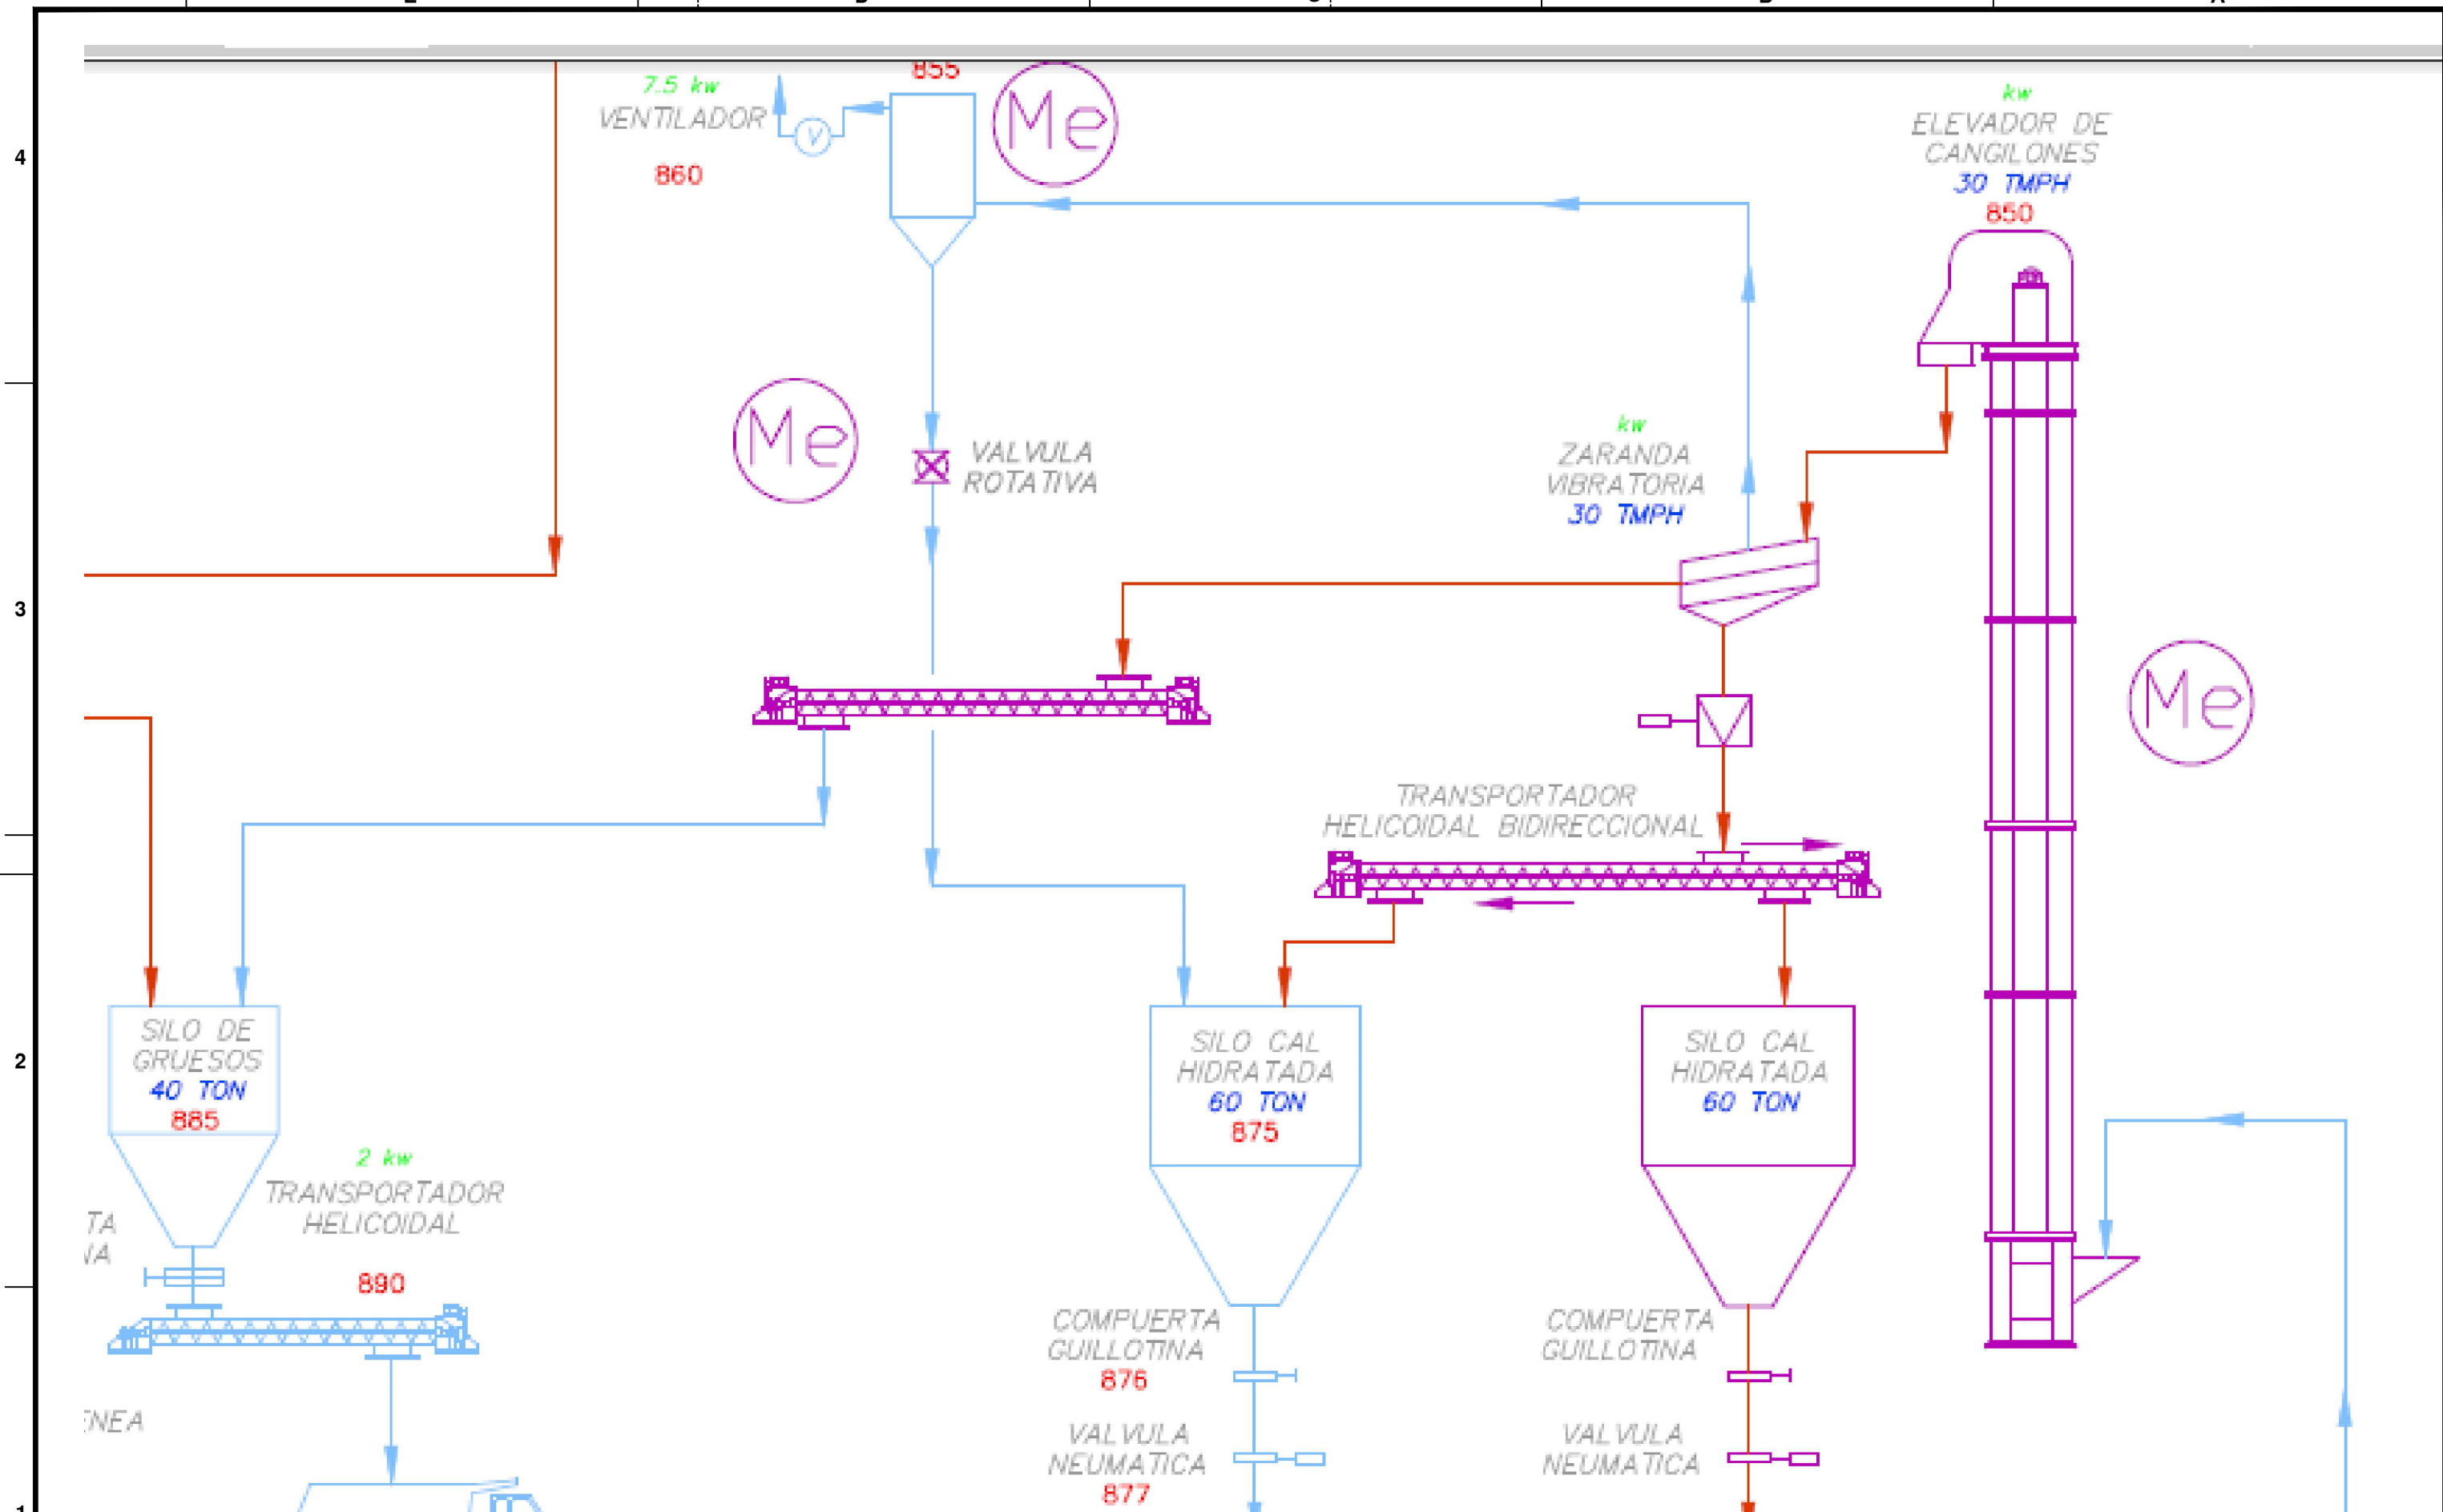 855
7.5 kw
VENTILADOR
860
V
Me
kw
ELEVADOR DE
CANGILONES
30 TMPH
850
4
Me
VALVULA
ROTATIVA
kw
ZARANDA
VIBRATORIA
30 TMPH
3
Me
TRANSPORTADOR
HELICOIDAL BIDIRECCIONAL
SILO DE
GRUESOS
40 TON
885
SILO CAL
HIDRATADA
60 TON
875
SILO CAL
HIDRATADA
60 TON
2
2 kw
TRANSPORTADOR
HELICOIDAL
890
TA
NA
COMPUERTA
GUILLOTINA
876
COMPUERTA
GUILLOTINA
ENEA
VALVULA
NEUMATICA
877
VALVULA
NEUMATICA